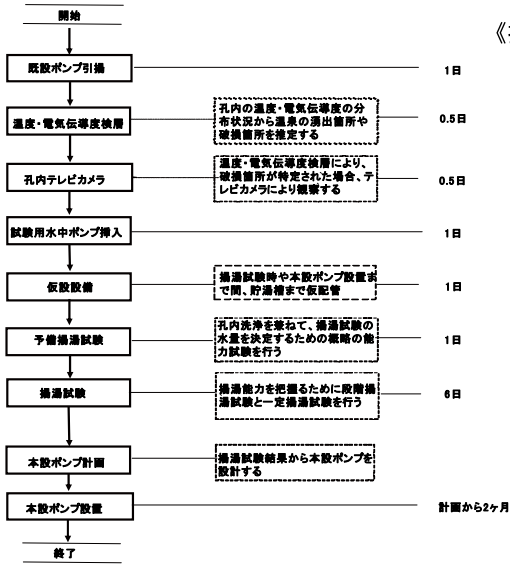 開始
《
既設ポンプ引揚
1日
温度・電気伝導度検層
孔内の温度・電気伝導度の分
布状況から温泉の湧出箇所や
破損箇所を推定する
0.5日
孔内テレビカメラ
温度・電気伝導度検層により、
破損箇所が特定された場合、テ
レビカメラにより観察する
0.5日
試験用水中ポンプ挿入
1日
仮設設備
揚湯試験時や本設ポンプ設置ま
で間、貯湯槽まで仮配管
1日
予備揚湯試験
孔内洗浄を兼ねて、揚湯試験の
水量を決定するための概略の能
力試験を行う
1日
揚湯試験
揚湯能力を把握るために段階揚
湯試験と一定揚湯試験を行う
6日
本設ポンプ計画
揚湯試験結果から本設ポンプを
設計する
本設ポンプ設置
計画から2ヶ月
終了